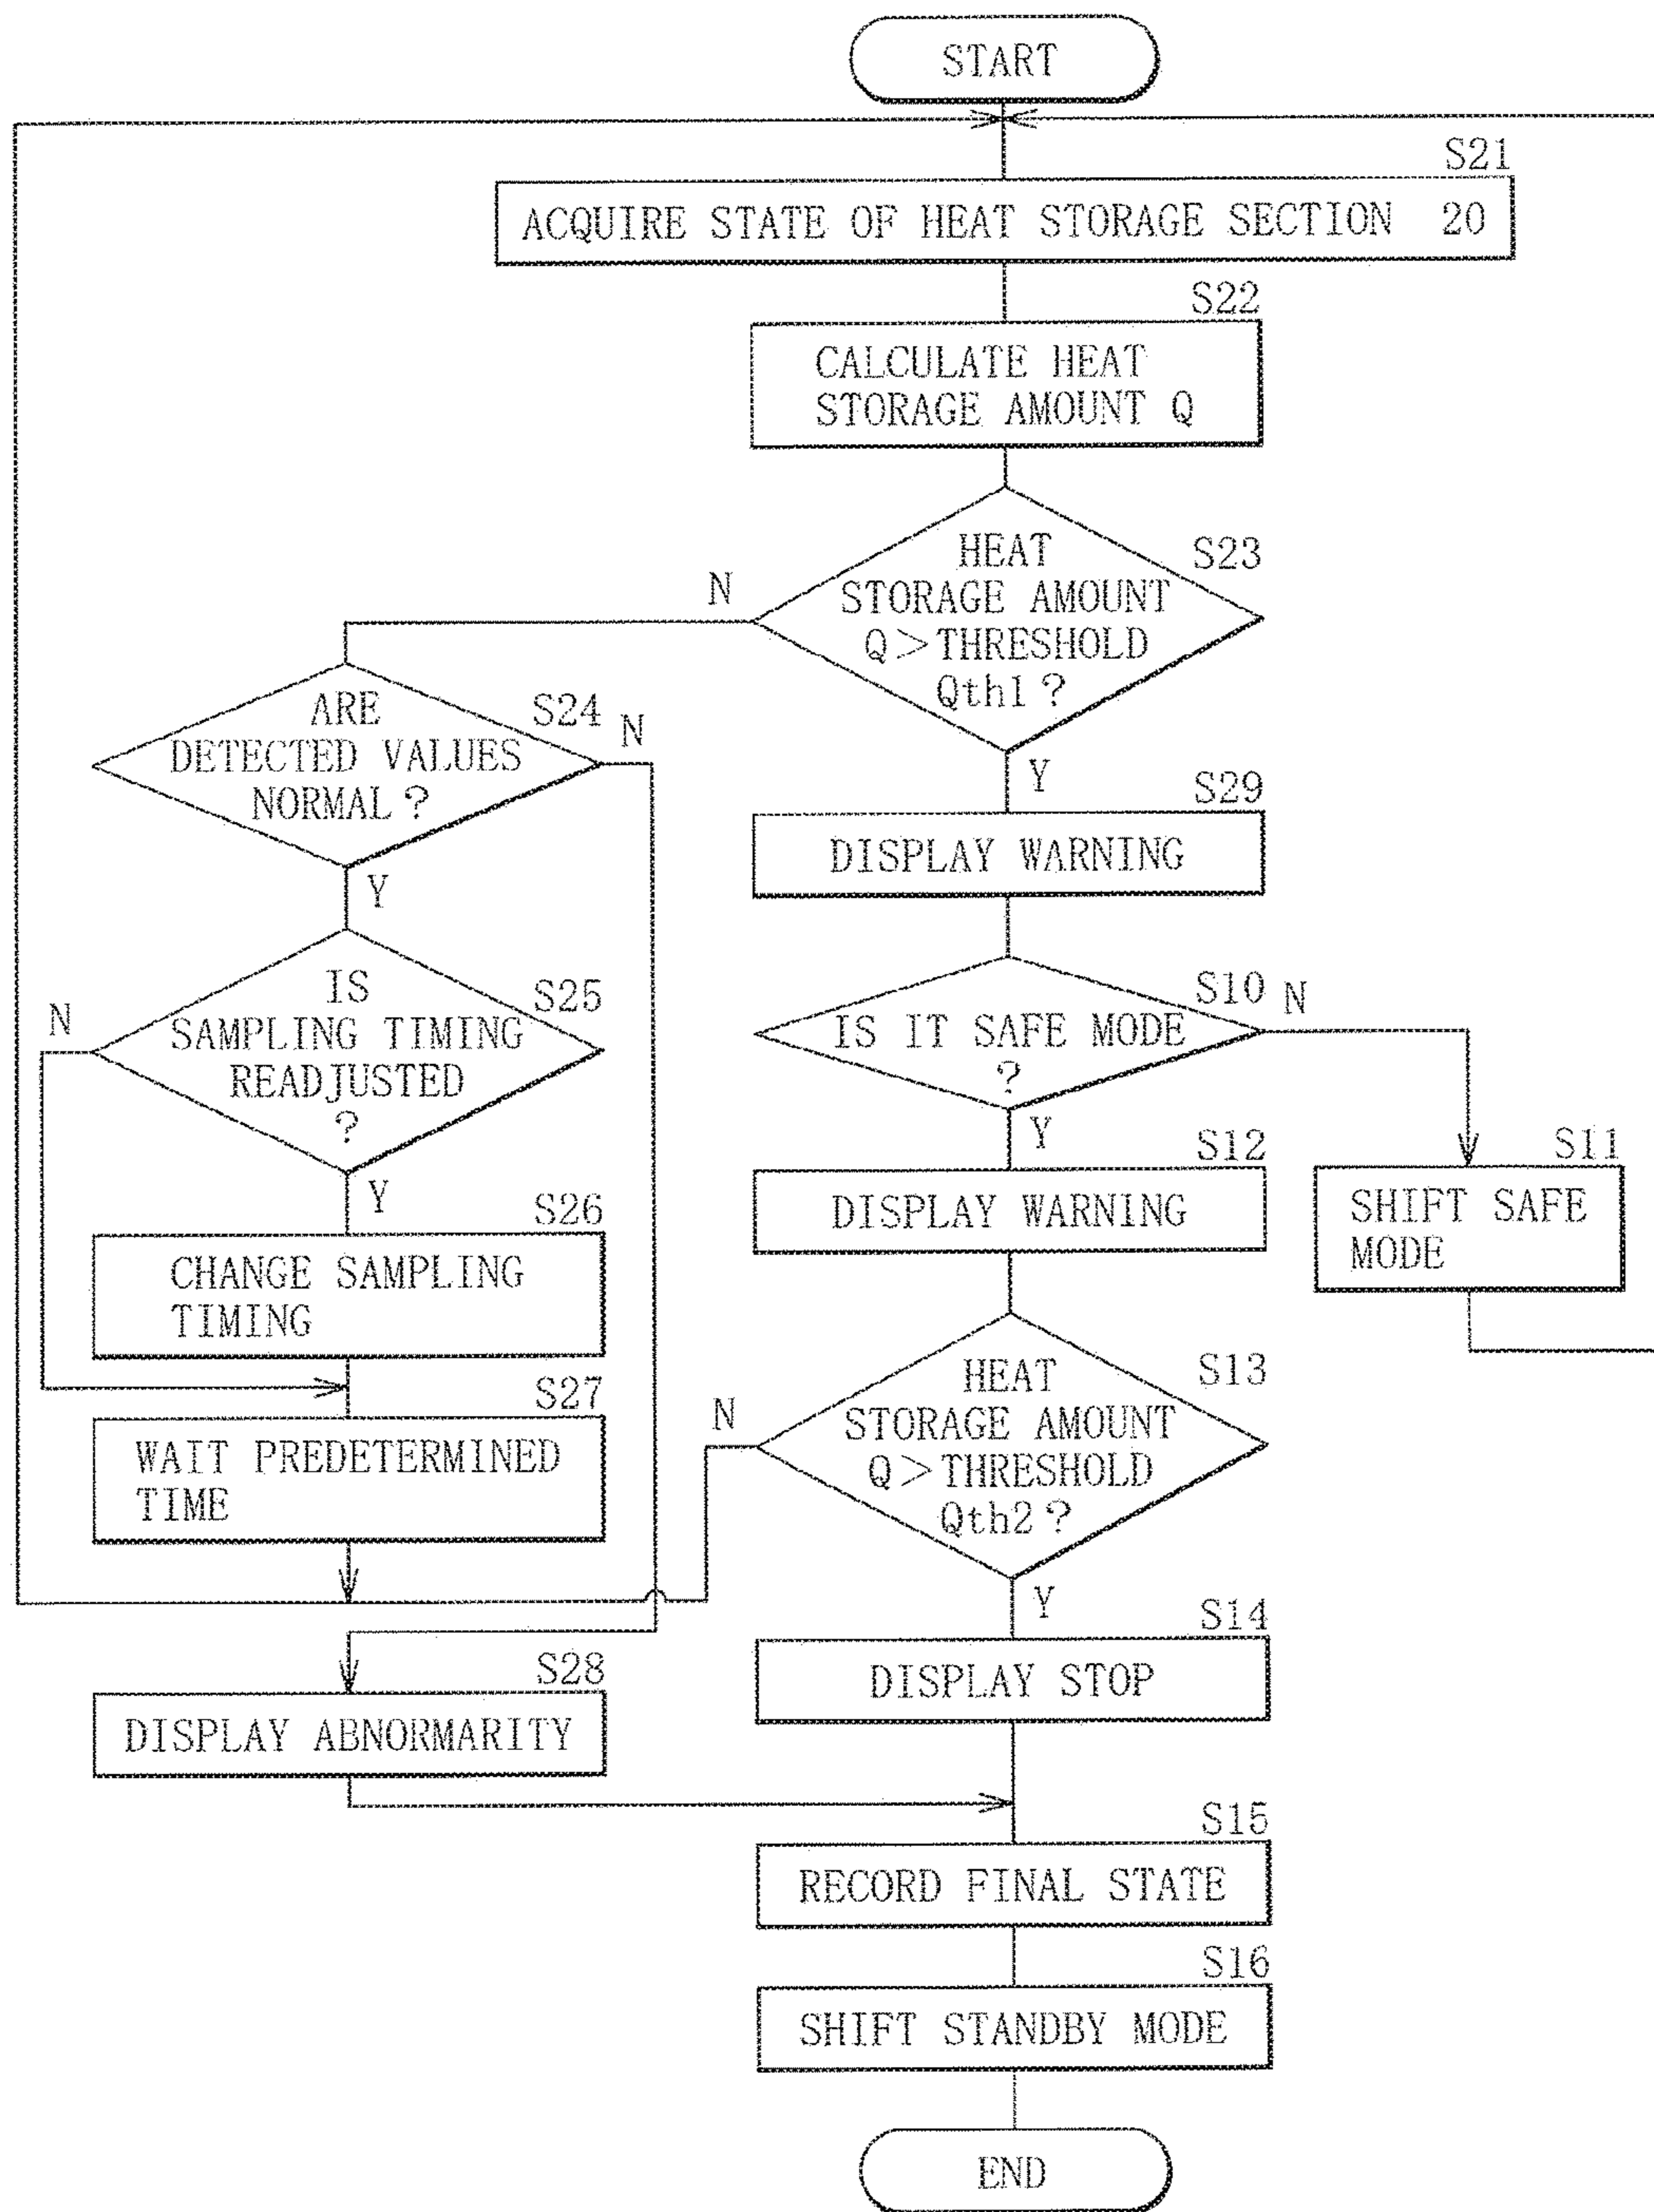 START
S21
ACQUIRE STATE OF HEAT STORAGE SECTION 20
S22
CALCULATE HEAT
STORAGE AMOUNT Q
S23
HEAT
STORAGE AMOUNT
Q>THRESHOLD
Qth1?
N
Y
S24
ARE
DETECTED VALUES
NORMAL?
N
Y
S25
IS
SAMPLING TIMING
READJUSTED
?
N
Y
S26
CHANGE SAMPLING
TIMING
S27
WAIT PREDETERMINED
TIME
S28
DISPLAY ABNORMARITY
S29
DISPLAY WARNING
S10
IS IT SAFE MODE
?
N
Y
S11
SHIFT SAFE
MODE
S12
DISPLAY WARNING
S13
HEAT
STORAGE AMOUNT
Q>THRESHOLD
Qth2?
N
Y
S14
DISPLAY STOP
S15
RECORD FINAL STATE
S16
SHIFT STANDBY MODE
END